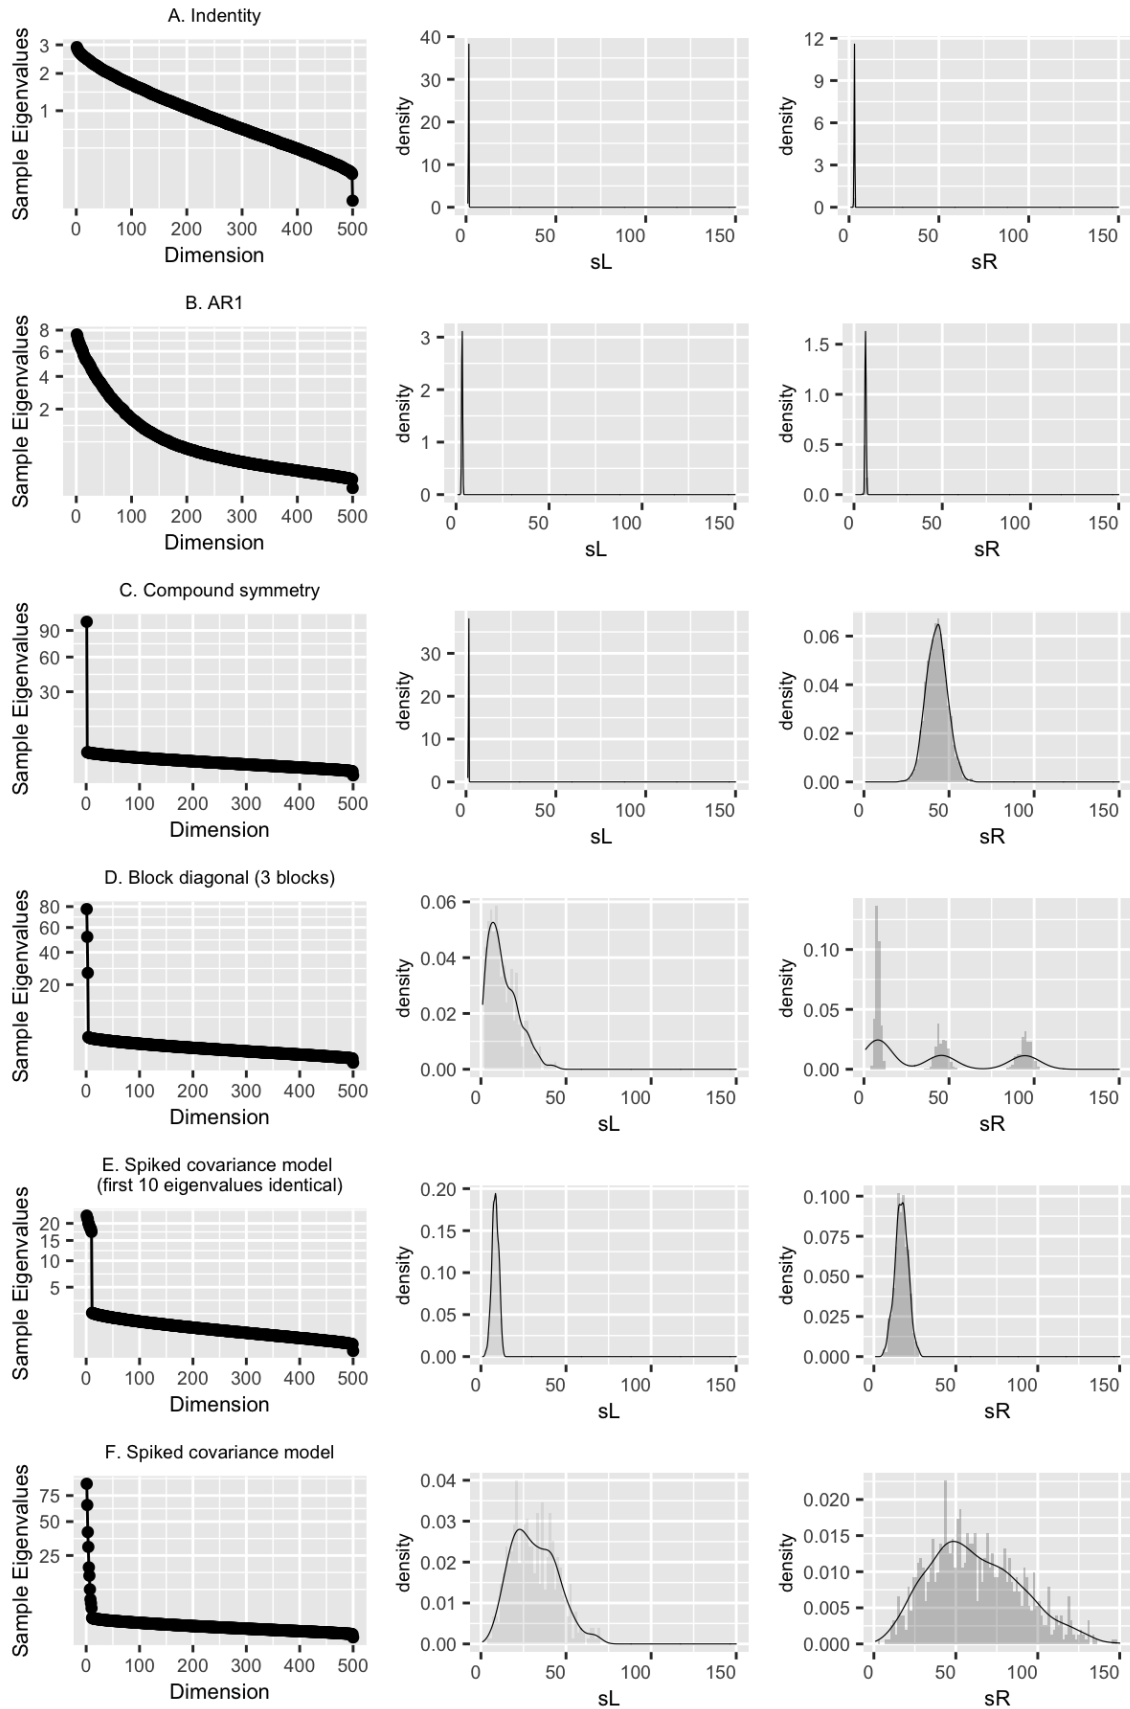 A. Indentity
Sample Eigenvalues
3
2
1
0 100 200 300 400 500
Dimension
density
40
30
20
10
0
0 50 100 150
sL
density
12
9
6
3
0
0 50 100 150
sR
B. AR1
Sample Eigenvalues
8
6
4
2
0 100 200 300 400 500
Dimension
density
3
2
1
0
0 50 100 150
sL
density
1.5
1.0
0.5
0.0
0 50 100 150
sR
C. Compound symmetry
Sample Eigenvalues
90
60
30
0 100 200 300 400 500
Dimension
density
30
20
10
0
0 50 100 150
sL
density
0.06
0.04
0.02
0.00
0 50 100 150
sR
D. Block diagonal (3 blocks)
Sample Eigenvalues
80
60
40
20
0 100 200 300 400 500
Dimension
density
0.06
0.04
0.02
0.00
0 50 100 150
sL
density
0.10
0.05
0.00
0 50 100 150
sR
E. Spiked covariance model
(first 10 eigenvalues identical)
Sample Eigenvalues
20
15
10
5
0 100 200 300 400 500
Dimension
density
0.20
0.15
0.10
0.05
0.00
0 50 100 150
sL
density
0.100
0.075
0.050
0.025
0.000
0 50 100 150
sR
F. Spiked covariance model
Sample Eigenvalues
75
50
25
0 100 200 300 400 500
Dimension
density
0.04
0.03
0.02
0.01
0.00
0 50 100 150
sL
density
0.020
0.015
0.010
0.005
0.000
0 50 100 150
sR